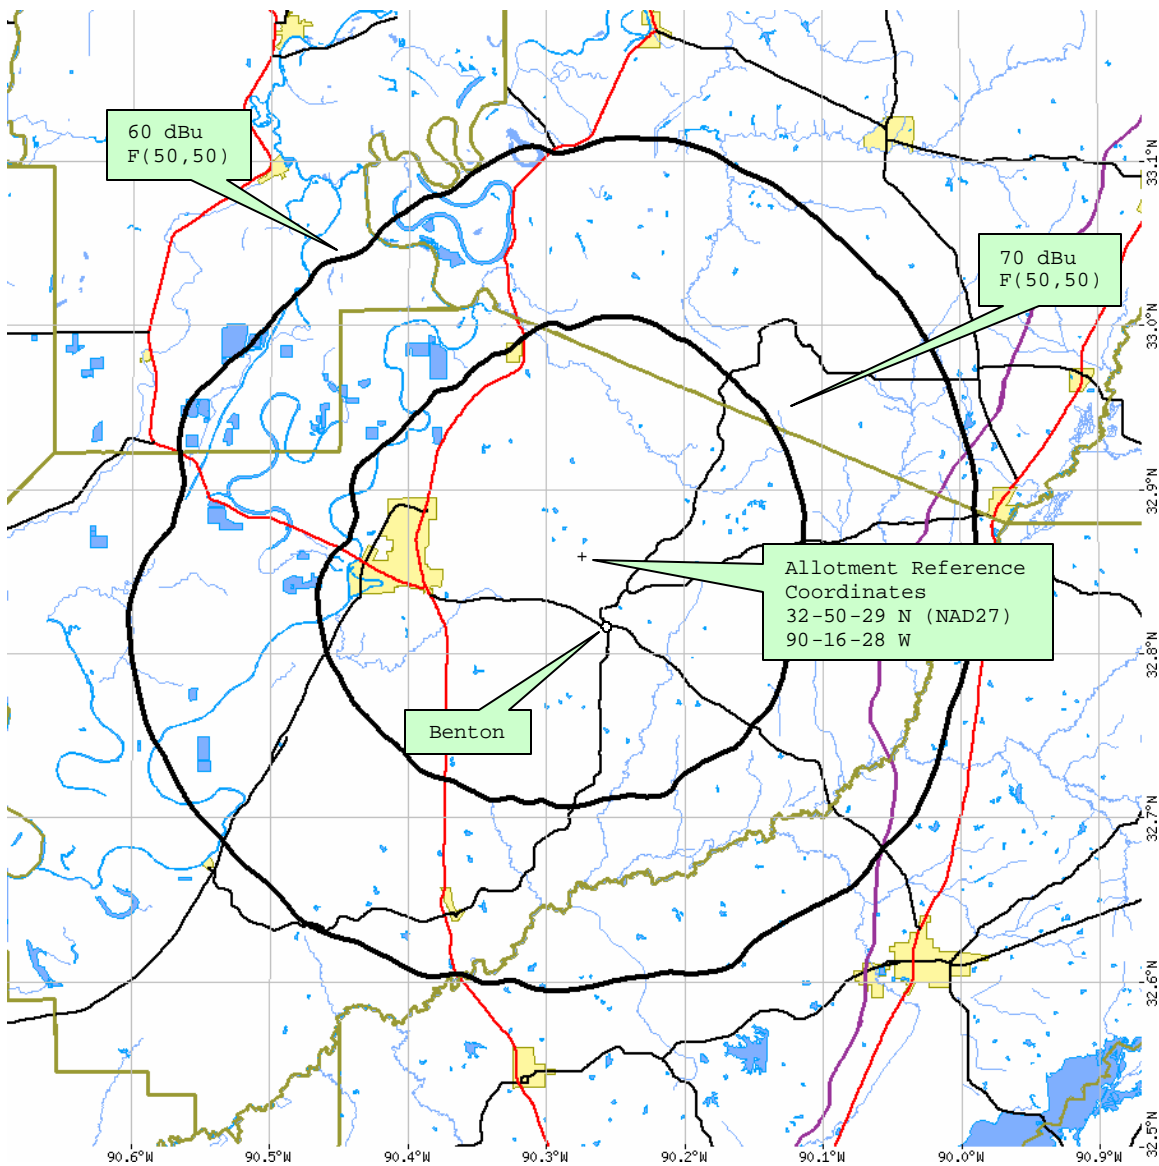 60 dBu
F(50,50)
70 dBu
F(50,50)
Allotment Reference
Coordinates
32-50-29 N (NAD27)
90-16-28 W
Benton
33.1°N
33.0°N
32.9°N
32.8°N
32.7°N
32.6°N
32.5°N
90.6°W
90.5°W
90.4°W
90.3°W
90.2°W
90.1°W
90.0°W
90.9°W